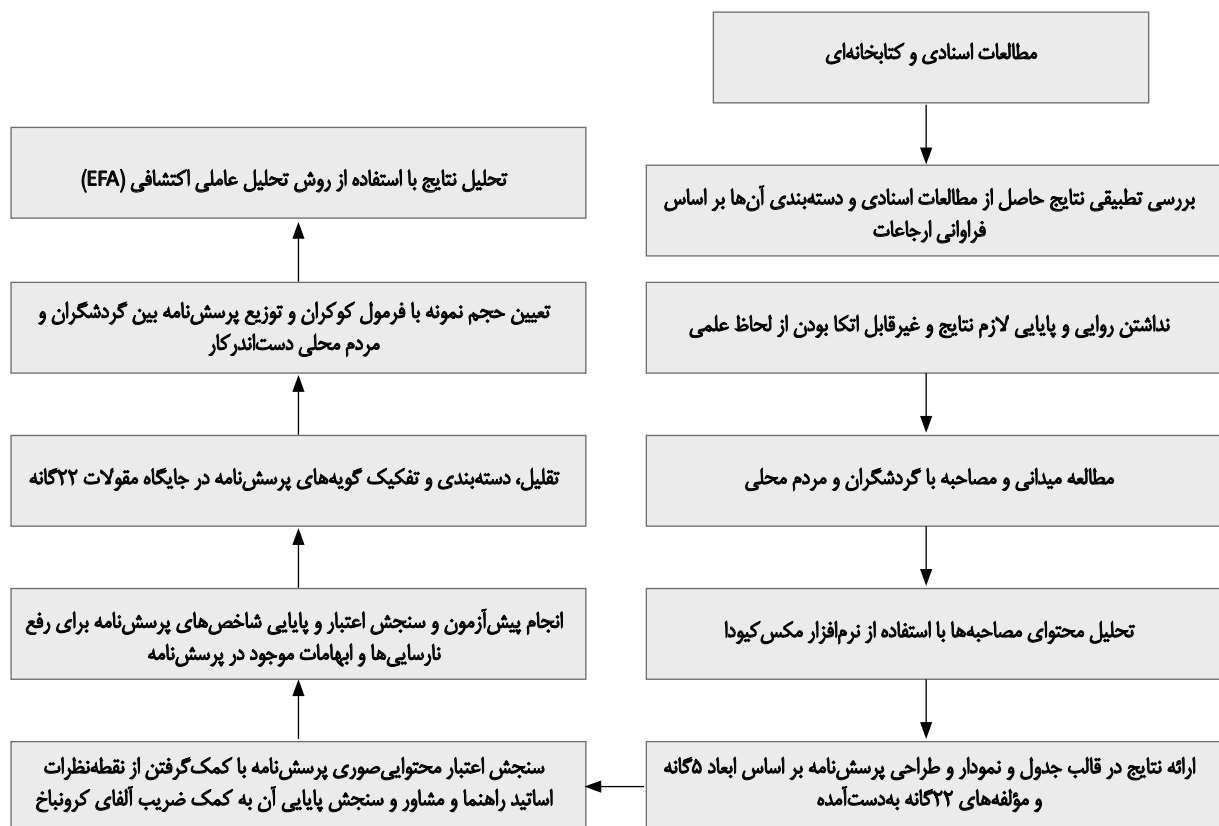 مطالعات اسنادی و کتابخانه‌ای
بررسی تطبیقی نتایج حاصل از مطالعات اسنادی و دسته‌بندی آن‌ها بر اساس
فراوانی ارجاعات
نداشتن روایی و پایایی لازم نتایج و غیرقابل اتکا بودن از لحاظ علمی
مطالعه میدانی و مصاحبه با گردشگران و مردم محلی
تحلیل محتوای مصاحبه‌ها با استفاده از نرم‌افزار مکس‌کیودا
ارائه نتایج در قالب جدول و نمودار و طراحی پرسش‌نامه بر اساس ابعاد ۵گانه
و مؤلفه‌های ۲۲گانه به‌دست‌آمده
سنجش اعتبار محتوایی‌صوری پرسش‌نامه با کمک‌گرفتن از نقطه‌نظرات
اساتید راهنما و مشاور و سنجش پایایی آن به کمک ضریب آلفای کرونباخ
انجام پیش‌آزمون و سنجش اعتبار و پایایی شاخص‌های پرسش‌نامه برای رفع
نارسایی‌ها و ابهامات موجود در پرسش‌نامه
تقلیل، دسته‌بندی و تفکیک گویه‌های پرسش‌نامه در جایگاه مقولات ۲۲گانه
تعیین حجم نمونه با فرمول کوکران و توزیع پرسش‌نامه بین گردشگران و
مردم محلی دست‌اندرکار
تحلیل نتایج با استفاده از روش تحلیل عاملی اکتشافی (EFA)